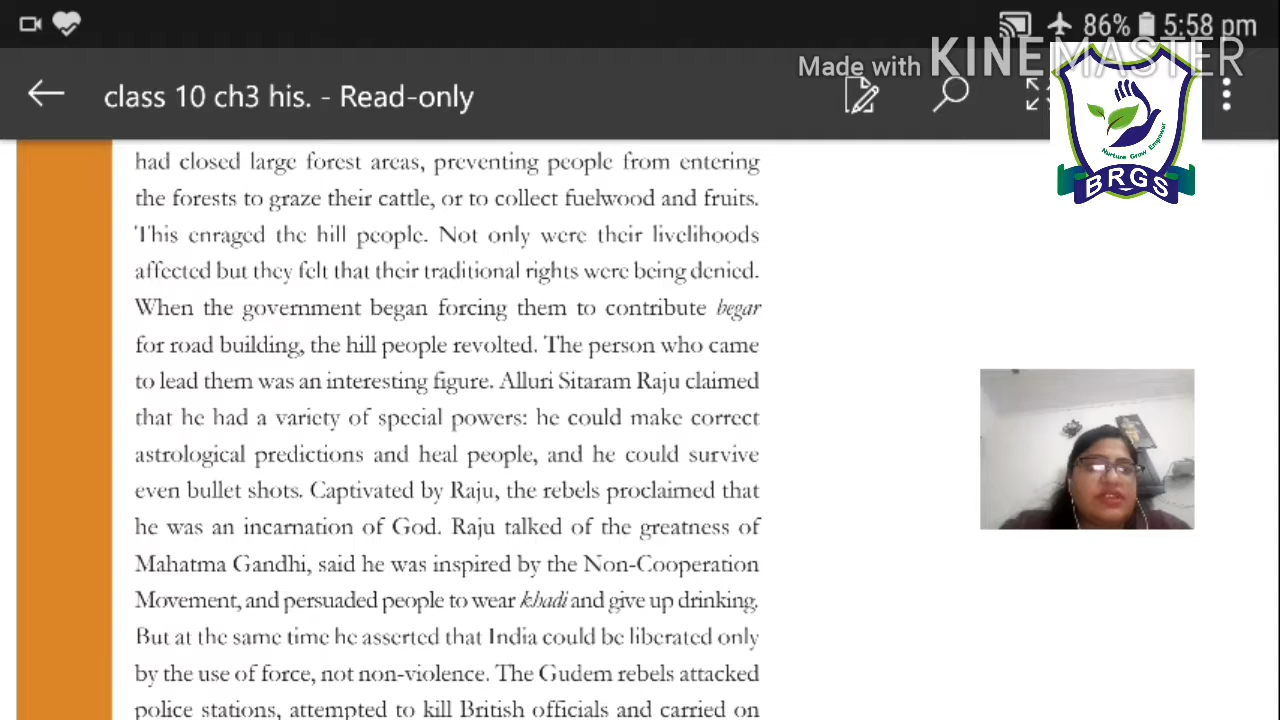 86% 5:58 pm
Made with KINEMASTER
class 10 ch3 his. - Read-only
Nurture Grow Empower
BRGS
had closed large forest areas, preventing people from entering
the forests to graze their cattle, or to collect fuelwood and fruits.
This enraged the hill people. Not only were their livelihoods
affected but they felt that their traditional rights were being denied.
When the government began forcing them to contribute begar
for road building, the hill people revolted. The person who came
to lead them was an interesting figure. Alluri Sitaram Raju claimed
that he had a variety of special powers: he could make correct
astrological predictions and heal people, and he could survive
even bullet shots. Captivated by Raju, the rebels proclaimed that
he was an incarnation of God. Raju talked of the greatness of
Mahatma Gandhi, said he was inspired by the Non-Cooperation
Movement, and persuaded people to wear khadi and give up drinking.
But at the same time he asserted that India could be liberated only
by the use of force, not non-violence. The Gudem rebels attacked
police stations, attempted to kill British officials and carried on